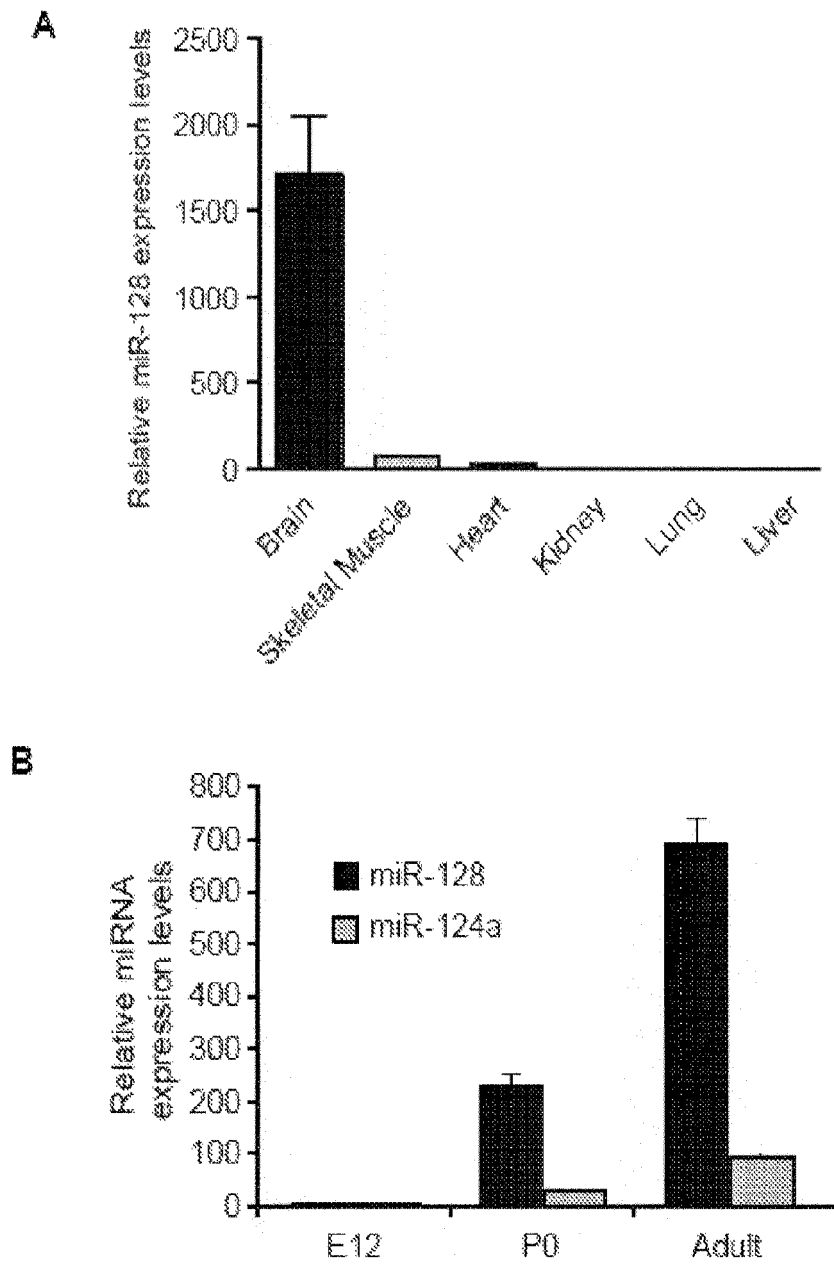 A
Relative miR-128 expression levels
2500
2000
1500
1000
500
0
Brain
Skeletal Muscle
Heart
Kidney
Lung
Liver
B
Relative miRNA
expression levels
800
700
600
500
400
300
200
100
0
miR-128
miR-124a
E12
P0
Adult